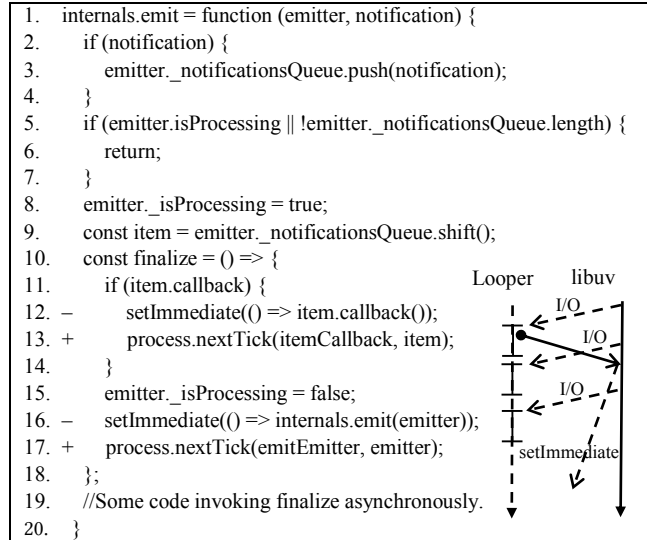 1. internals.emit = function (emitter, notification) {
2. if (notification) {
3. emitter._notificationsQueue.push(notification);
4. }
5. if (emitter.isProcessing || !emitter._notificationsQueue.length) {
6. return;
7. }
8. emitter._isProcessing = true;
9. const item = emitter._notificationsQueue.shift();
10. const finalize = () => {
11. if (item.callback) {
12. – setImmediate(() => item.callback());
13. + process.nextTick(itemCallback, item);
14. }
15. emitter._isProcessing = false;
16. – setImmediate(() => internals.emit(emitter));
17. + process.nextTick(emitEmitter, emitter);
18. };
19. //Some code invoking finalize asynchronously.
20. }
Looper libuv
I/O
I/O
I/O
setImmediate